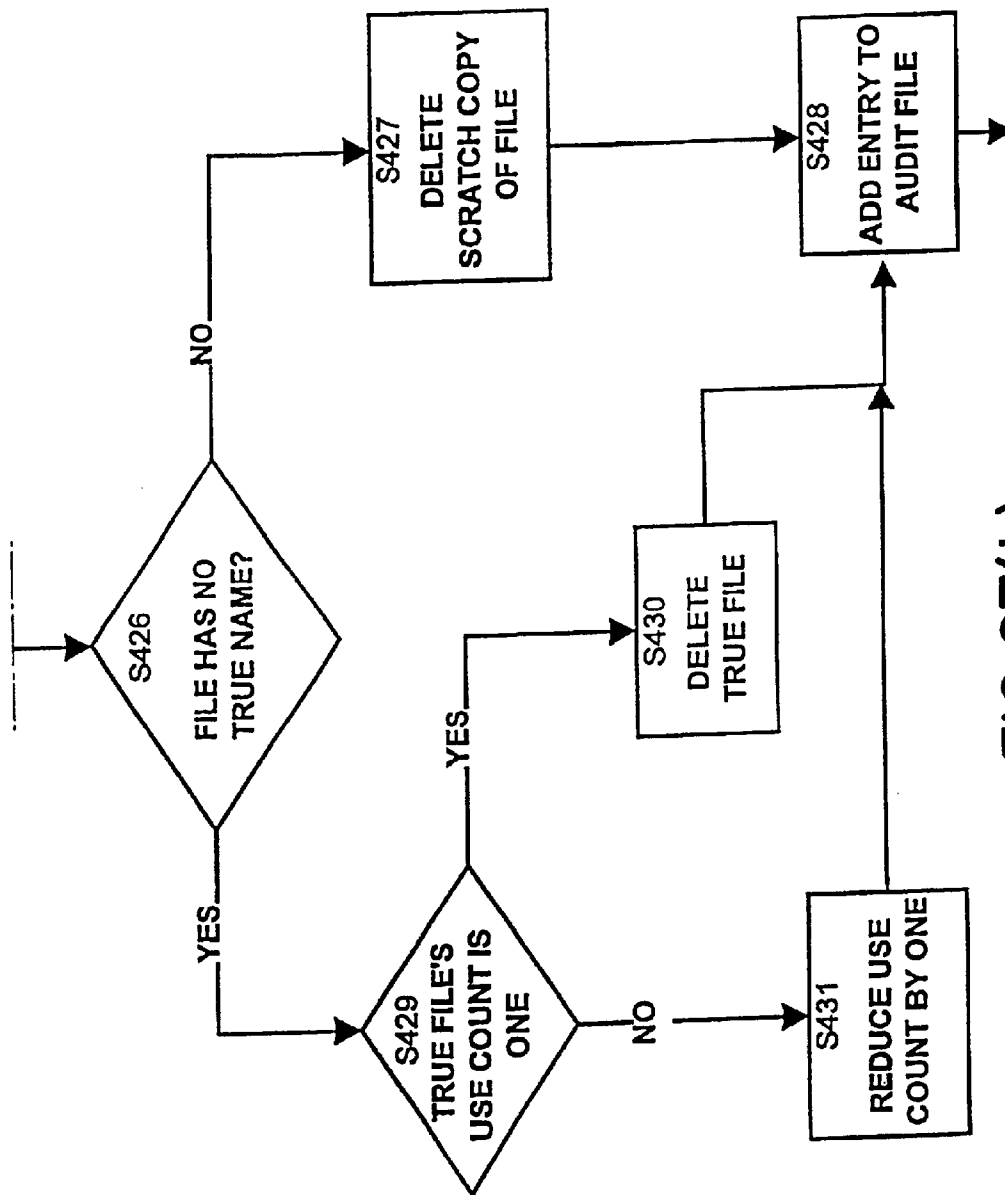 S426
FILE HAS NO
TRUE NAME?
NO
YES
S427
DELETE
SCRATCH COPY
OF FILE
S429
TRUE FILE'S
USE COUNT IS
ONE
YES
NO
S430
DELETE
TRUE FILE
S431
REDUCE USE
COUNT BY ONE
S428
ADD ENTRY TO
AUDIT FILE